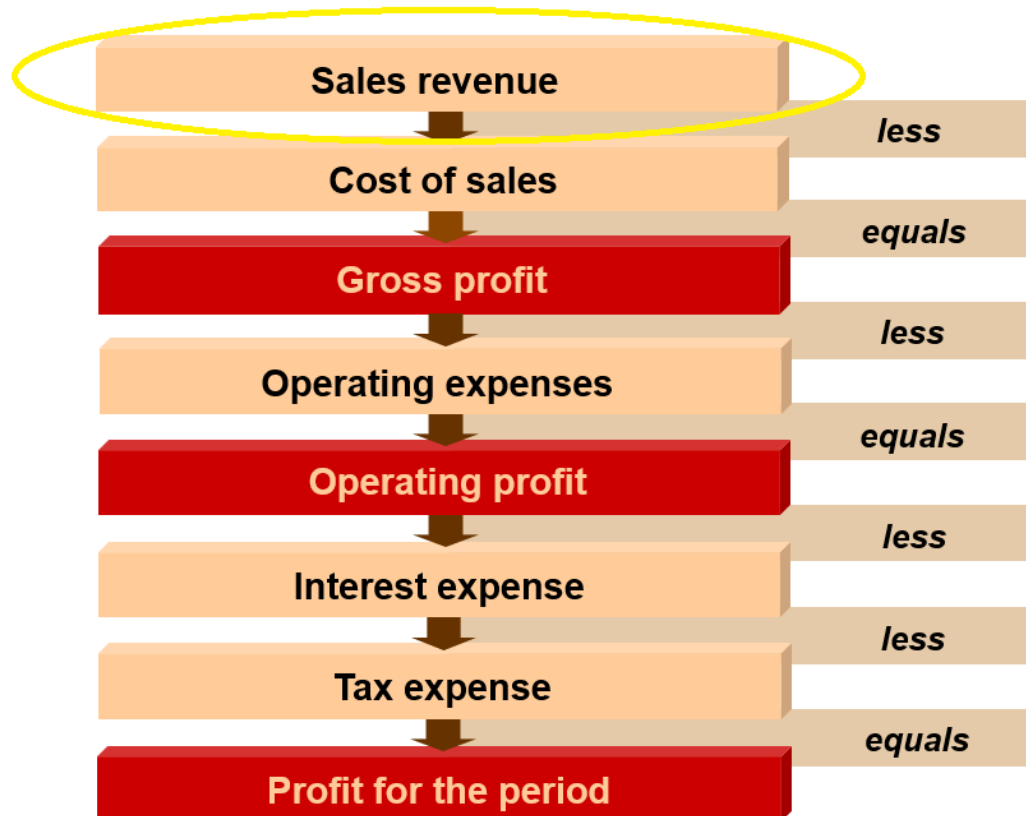 Sales revenue
less
Cost of sales
equals
Gross profit
less
Operating expenses
equals
Operating profit
less
Interest expense
less
Tax expense
equals
Profit for the period